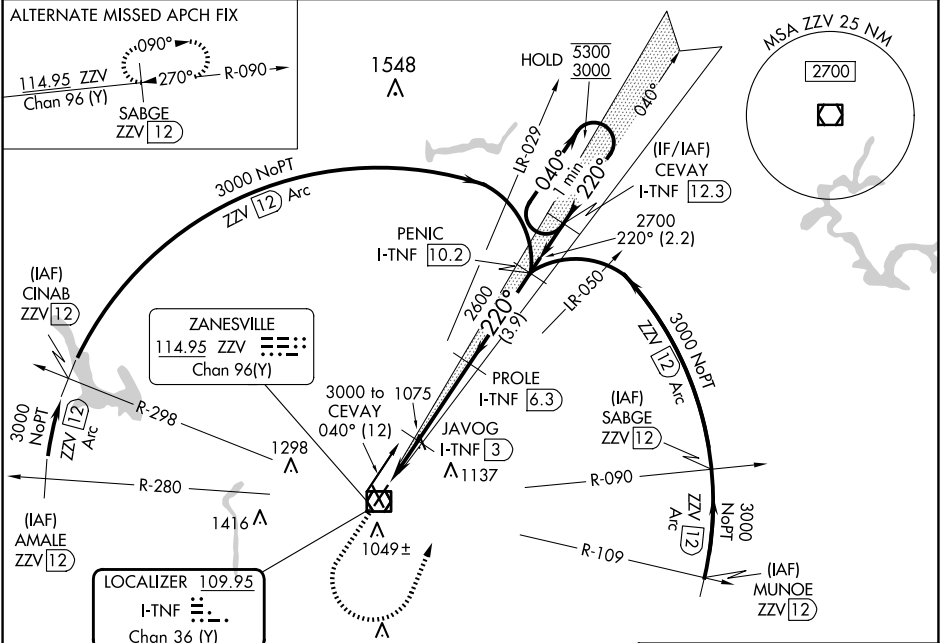 ALTERNATE MISSED APCH FIX
090°
114.95 ZZV
270°
R-090
Chan 96 (Y)
SABGE
ZZV 12
1548
HOLD
5300
3000
MSA ZZV 25 NM
2700
LR-029
040°
1 min
220°
040°
(IF/IAF)
CEVAY
I-TNF 12.3
3000 NoPT
ZZV 12 Arc
PENIC
I-TNF 10.2
2700
220° (2.2)
LR-050
(IAF)
CINAB
ZZV 12
2600
220°
(3.9)
3000 NoPT
ZZV 12 Arc
ZANESVILLE
114.95 ZZV
Chan 96(Y)
PROLE
I-TNF 6.3
3000
NoPT
ZZV 12
Arc
R-298
3000 to
CEVAY
040° (12)
1075
JAVOG
I-TNF 3
1137
(IAF)
SABGE
ZZV 12
1298
R-280
R-090
(IAF)
AMALE
ZZV 12
1416
1049±
ZZV 12
Arc
3000
NoPT
R-109
(IAF)
MUNOE
ZZV 12
LOCALIZER 109.95
I-TNF
Chan 36 (Y)